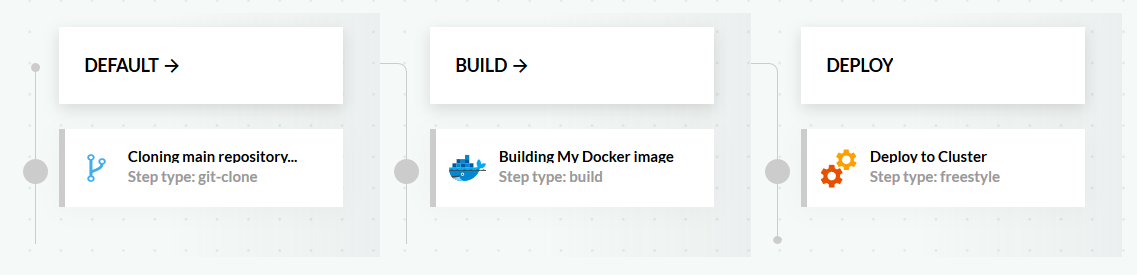 DEFAULT →
Cloning main repository...
Step type: git-clone
BUILD →
Building My Docker image
Step type: build
DEPLOY
Deploy to Cluster
Step type: freestyle